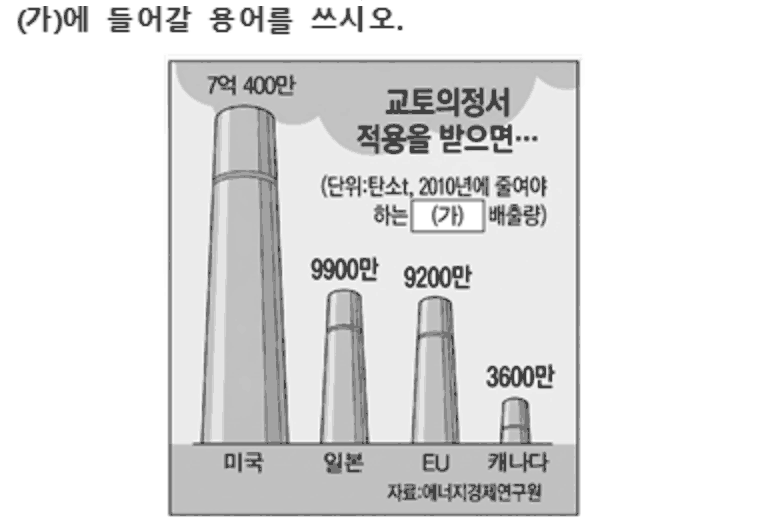 (가)에 들어갈 용어를 쓰시오.
7억 400만
교토의정서
적용을 받으면…
(단위:탄소t, 2010년에 줄여야
하는 (가) 배출량)
9900만
9200만
3600만
미국 일본 EU 캐나다
자료:에너지경제연구원